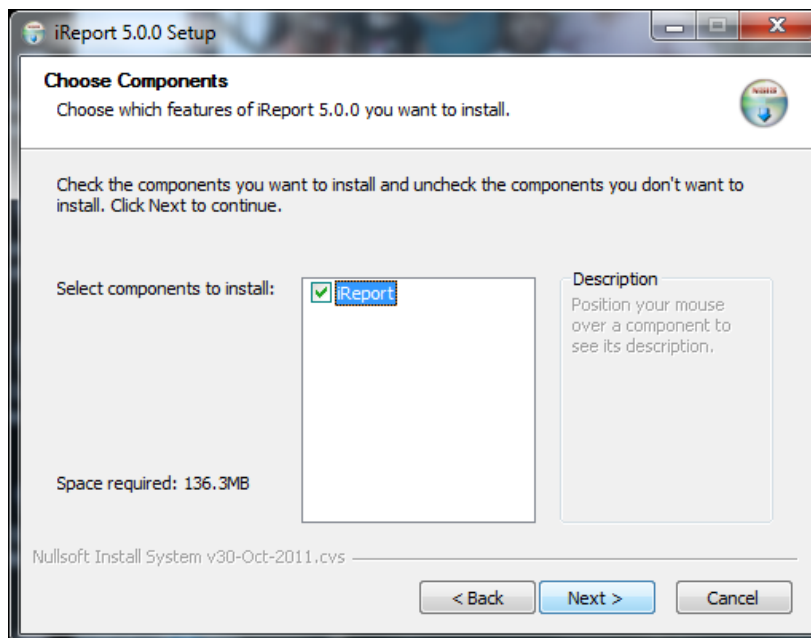 iReport 5.0.0 Setup
Choose Components
Choose which features of iReport 5.0.0 you want to install.
Check the components you want to install and uncheck the components you don't want to
install. Click Next to continue.
Select components to install:
iReport
Description
Position your mouse
over a component to
see its description.
Space required: 136.3MB
Nullsoft Install System v30-Oct-2011.cvs
< Back
Next >
Cancel